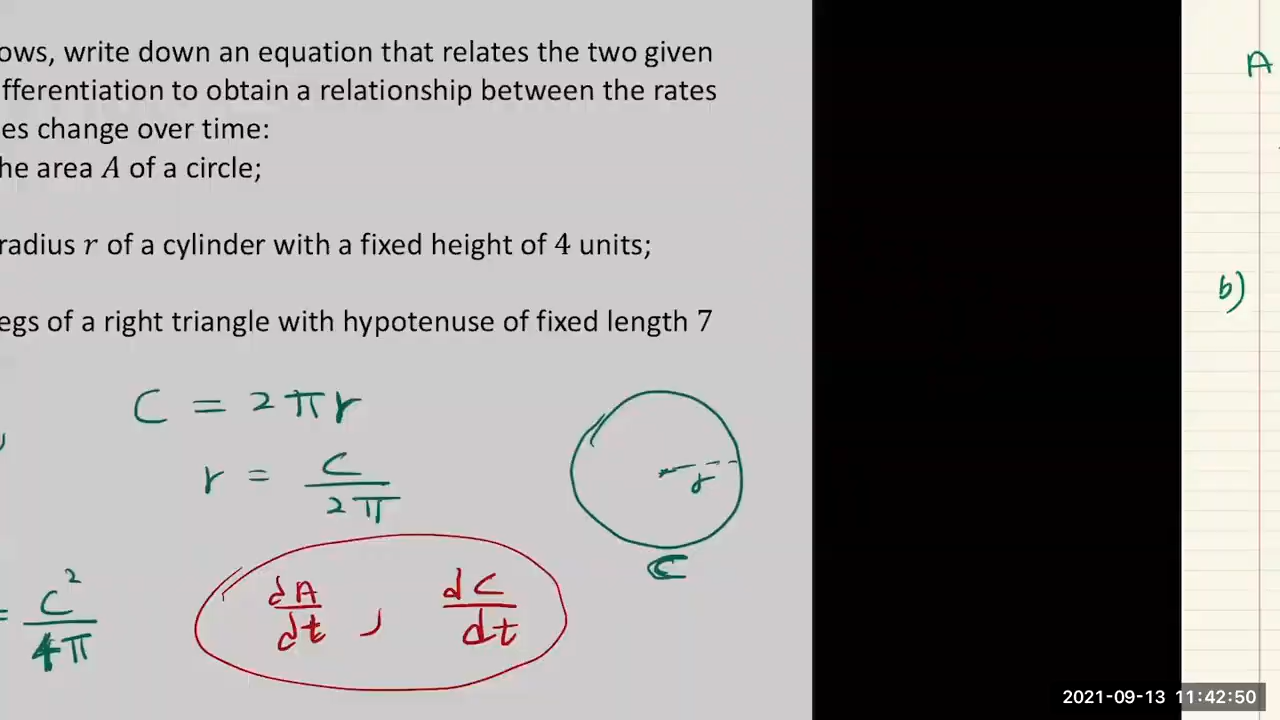 ows, write down an equation that relates the two given
fferentiation to obtain a relationship between the rates
es change over time:
he area A of a circle;
radius r of a cylinder with a fixed height of 4 units;
egs of a right triangle with hypotenuse of fixed length 7
C = 2πr
r = C/2π
r
C
= C²/4π
dA/dt , dC/dt
A
b)
2021-09-13 11:42:50